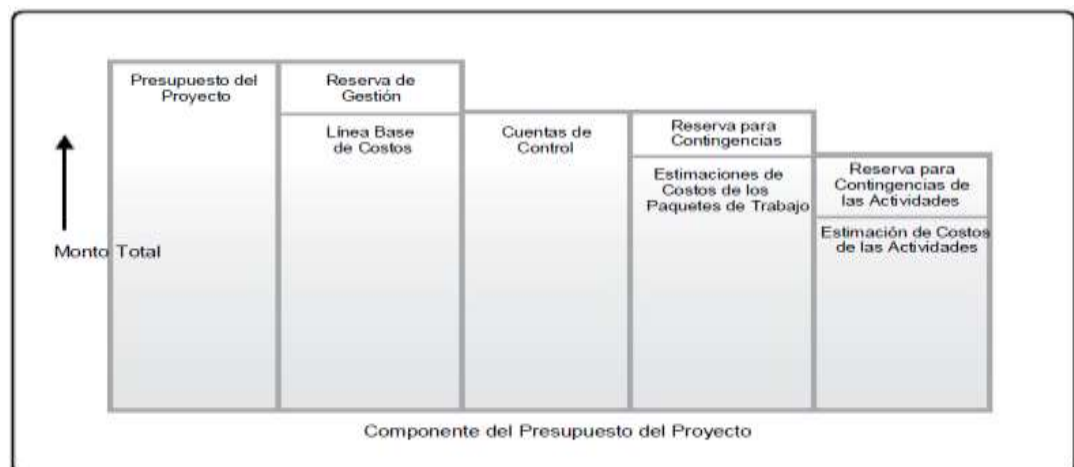 Presupuesto del
Proyecto
Reserva de
Gestión
Línea Base
de Costos
Cuentas de
Control
Reserva para
Contingencias
Estimaciones de
Costos de los
Paquetes de Trabajo
Reserva para
Contingencias de
las Actividades
Estimación de Costos
de las Actividades
Monto Total
Componente del Presupuesto del Proyecto